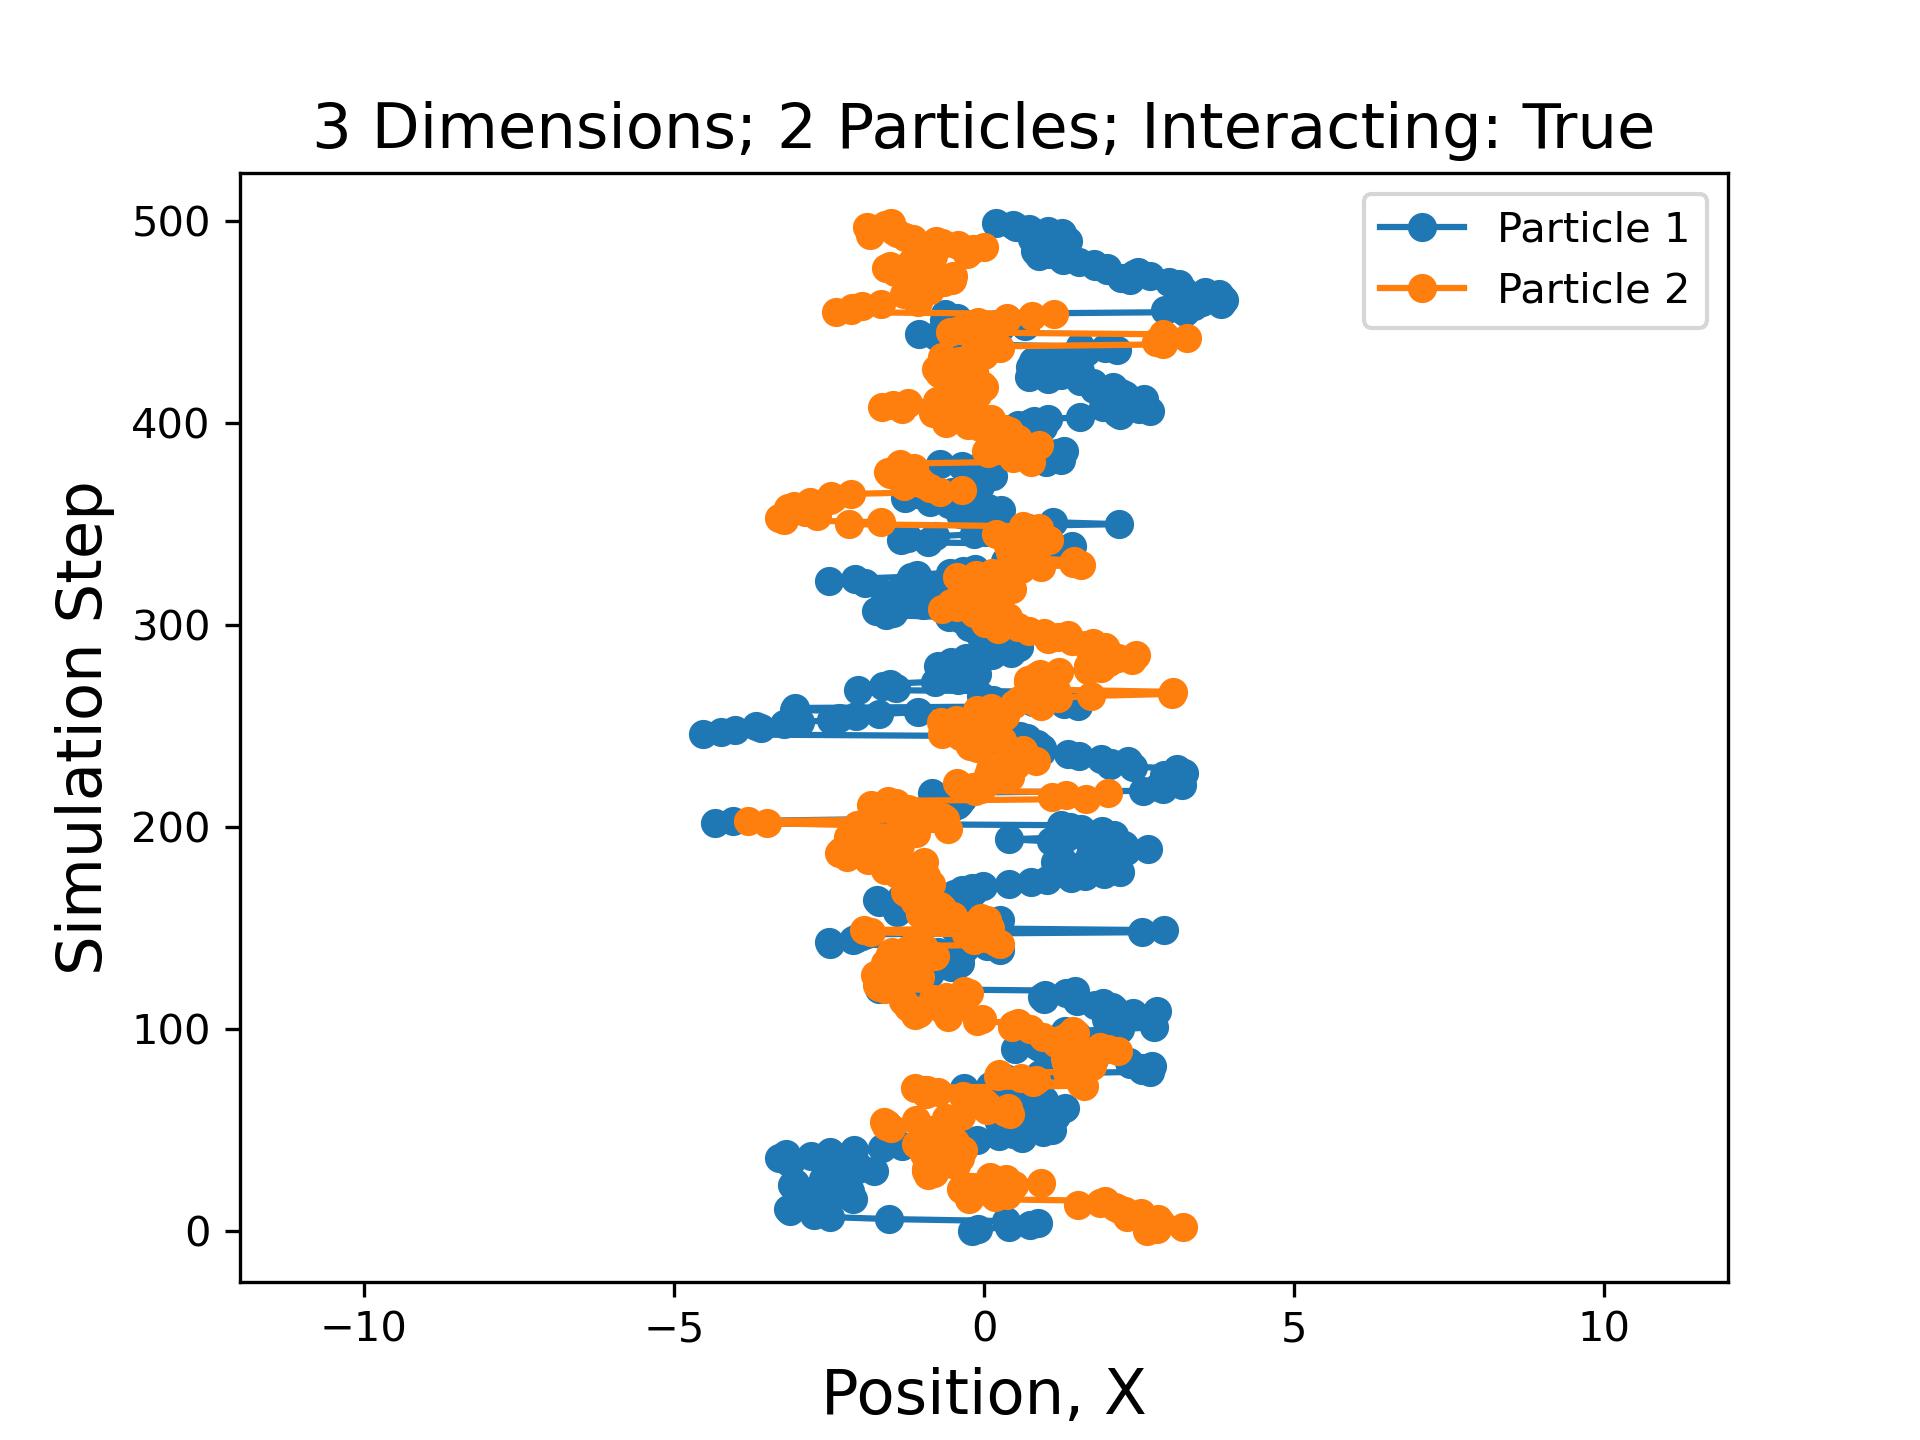 3 Dimensions; 2 Particles; Interacting: True
Particle 1
Particle 2
Simulation Step
500
400
300
200
100
0
−10
−5
0
5
10
Position, X